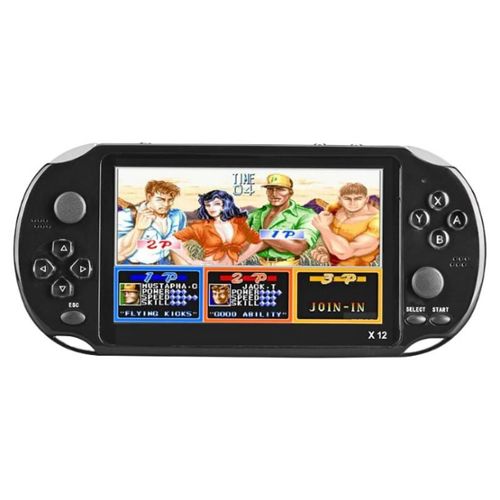 TIME
04
2P
1P
1P
2P
3P
MUSTAPHA.O
POWER
SPEED
SKILL
"FLYING KICKS"
JACK.T
POWER
SPEED
SKILL
"GOOD ABILITY"
JOIN-IN
X
Y
A
B
ESC
SELECT
START
X 12